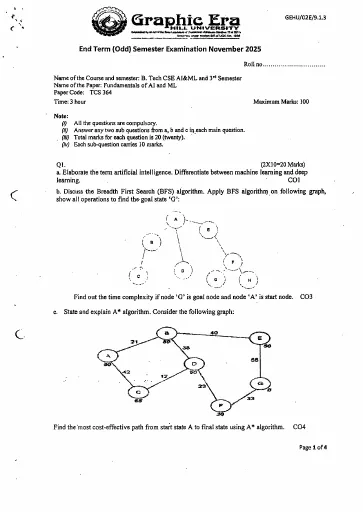 GEHU/02E/9.1.3
Graphic Era
HILL UNIVERSITY
End Term (Odd) Semester Examination November 2025
Roll no..............................
Name of the Course and semester: B. Tech CSE AI&ML and 3rd Semester
Name of the Paper: Fundamentals of AI and ML
Paper Code: TCS 364
Time: 3 hour Maximum Marks: 100
Note:
(i) All the questions are compulsory.
(ii) Answer any two sub questions from a, b and c in each main question.
(iii) Total marks for each question is 20 (twenty).
(iv) Each sub-question carries 10 marks.
Q1. (2X10=20 Marks)
a. Elaborate the term artificial intelligence. Differentiate between machine learning and deep
learning. CO1
b. Discuss the Breadth First Search (BFS) algorithm. Apply BFS algorithm on following graph,
show all operations to find the goal state 'G':
A
B
E
C
D
F
G
H
Find out the time complexity if node 'G' is goal node and node 'A' is start node. CO3
c. State and explain A* algorithm. Consider the following graph:
B
40
E
21
36
A
D
55
42
12
G
C
22
33
65
F
Find the most cost-effective path from start state A to final state using A* algorithm. CO4
Page 1 of 4